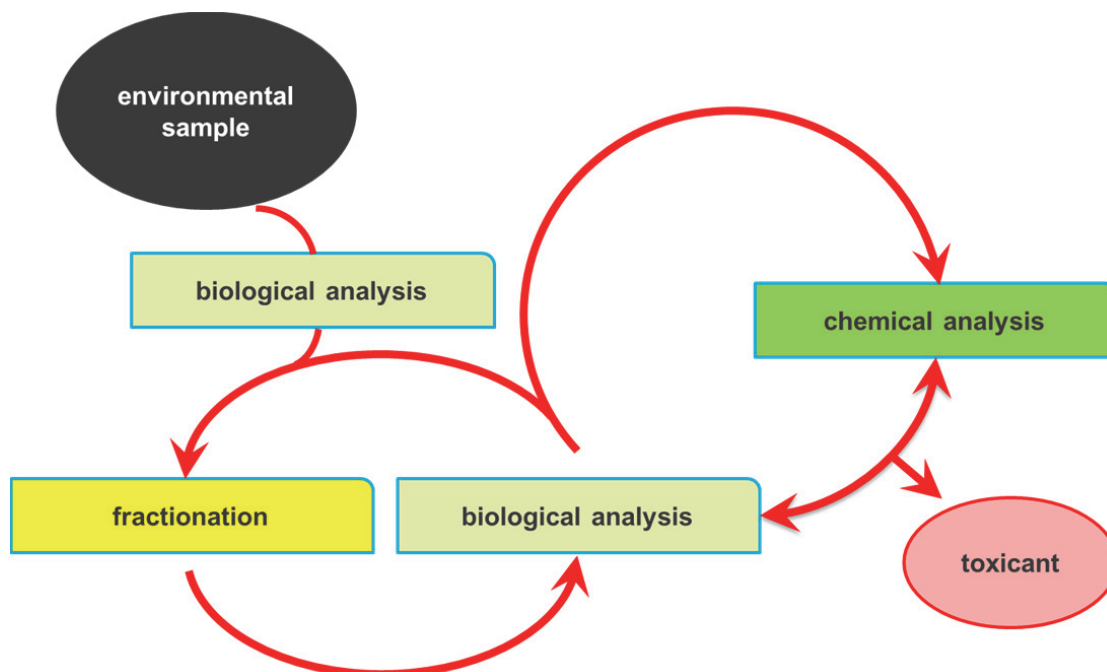 environmental
sample
biological analysis
chemical analysis
fractionation
biological analysis
toxicant